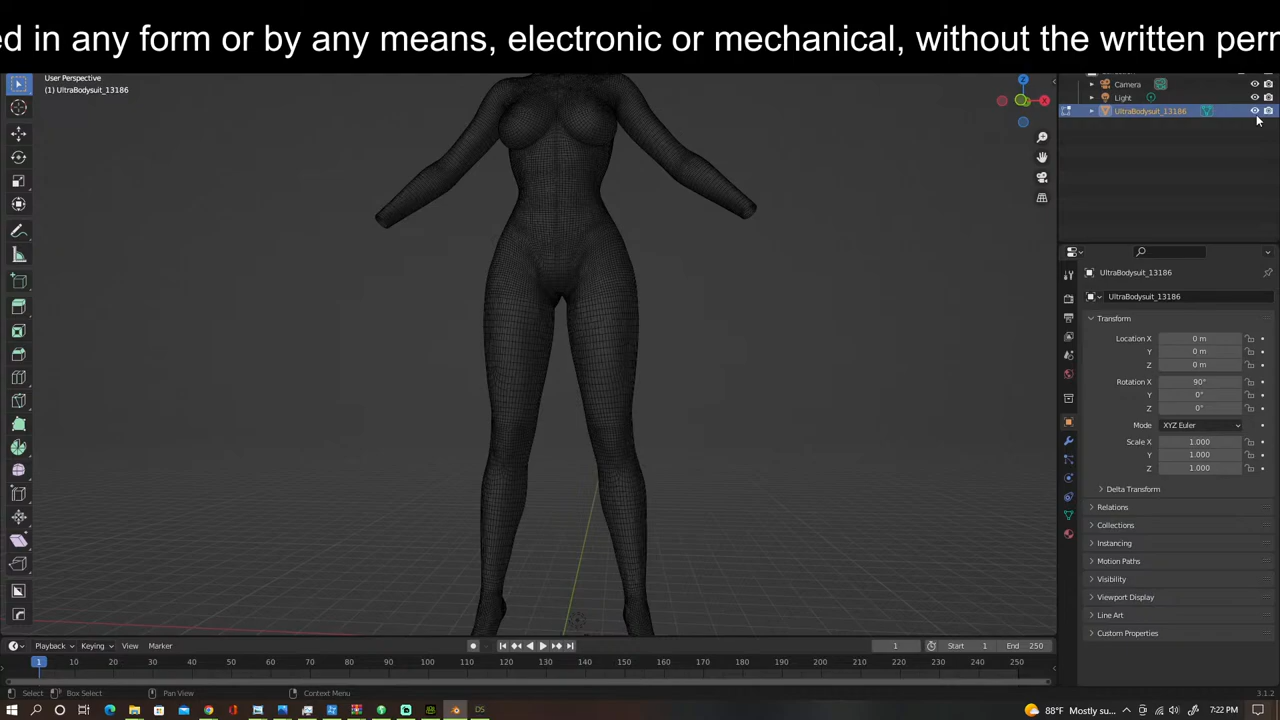 ed in any form or by any means, electronic or mechanical, without the written perm
User Perspective
(1) UltraBodysuit_13186
Camera
Light
UltraBodysuit_13186
UltraBodysuit_13186
UltraBodysuit_13186
Transform
Location X 0 m
Y 0 m
Z 0 m
Rotation X 90°
Y 0°
Z 0°
Mode XYZ Euler
Scale X 1.000
Y 1.000
Z 1.000
Delta Transform
Relations
Collections
Instancing
Motion Paths
Visibility
Viewport Display
Line Art
Custom Properties
Playback Keying View Marker
1 Start 1 End 250
1 10 20 30 40 50 60 70 80 90 100 110 120 130 140 150 160 170 180 190 200 210 220 230 240 250
Select Box Select Pan View Context Menu 3.1.2
DS 88°F Mostly su... 7:22 PM